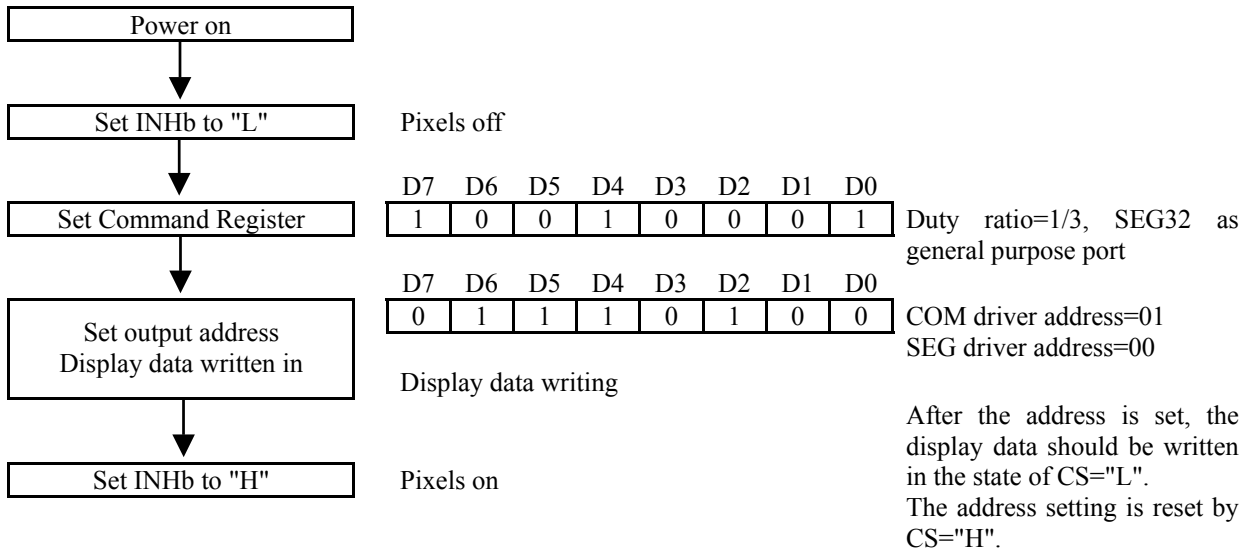 Power on
Set INHb to "L"
Pixels off
D7 D6 D5 D4 D3 D2 D1 D0
Set Command Register
1 0 0 1 0 0 0 1
Duty ratio=1/3, SEG32 as
general purpose port
D7 D6 D5 D4 D3 D2 D1 D0
0 1 1 1 0 1 0 0
COM driver address=01
SEG driver address=00
Set output address
Display data written in
Display data writing
After the address is set, the
display data should be written
in the state of CS="L".
The address setting is reset by
CS="H".
Set INHb to "H"
Pixels on